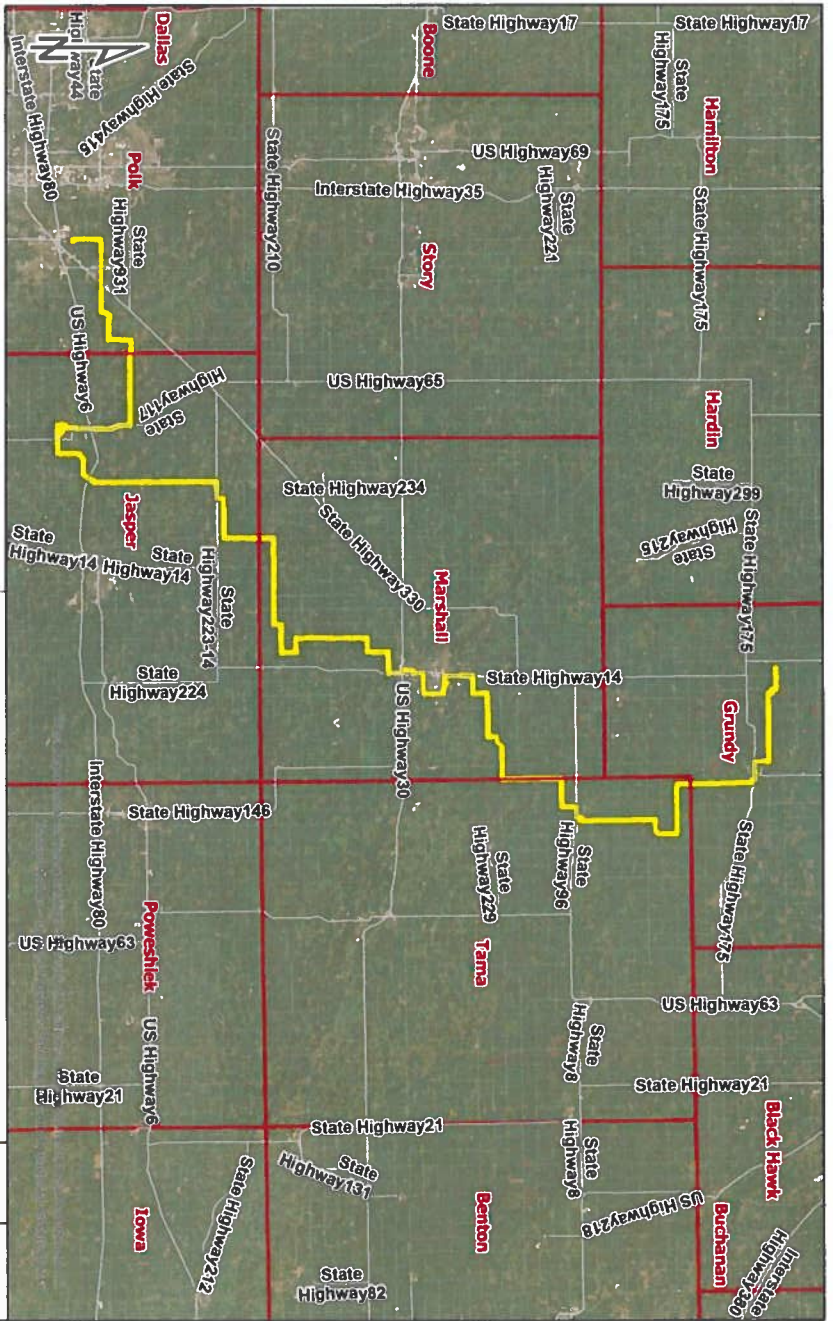 State Highway17
State Highway17
State
Highway175
Hamilton
State Highway175
US Highway69
State
Highway221
Interstate Highway35
Boone
Story
State Highway210
Dallas
State
Highway44
State Highway415
Interstate Highway80
Polk
State
Highway931
US Highway6
State
Highway117
US Highway65
Hardin
State
Highway299
State
Highway215
State Highway175
State Highway234
State Highway330
Marshall
Jasper
State
Highway14
State
Highway14
State
Highway223-14
State
Highway224
State Highway14
US Highway30
Grundy
Interstate Highway80
State Highway146
State
Highway229
State
Highway96
State Highway175
Tama
Poweshiek
US Highway63
US Highway6
US Highway63
State
Highway8
State
Highway21
State Highway21
State Highway21
State
Highway8
State
Highway131
Black Hawk
Buchanan
US Highway218
Interstate
Highway380
Benton
Iowa
State Highway212
State
Highway82
N